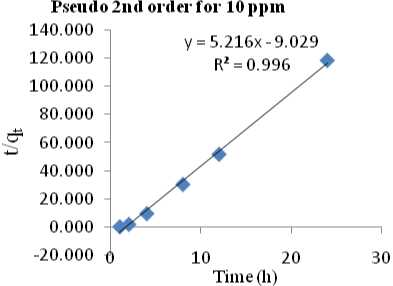 Pseudo 2nd order for 10 ppm
140.000
y = 5.216x - 9.029
120.000
R² = 0.996
100.000
80.000
60.000
40.000
20.000
0.000
-20.000
t/qt
0
10
20
30
Time (h)